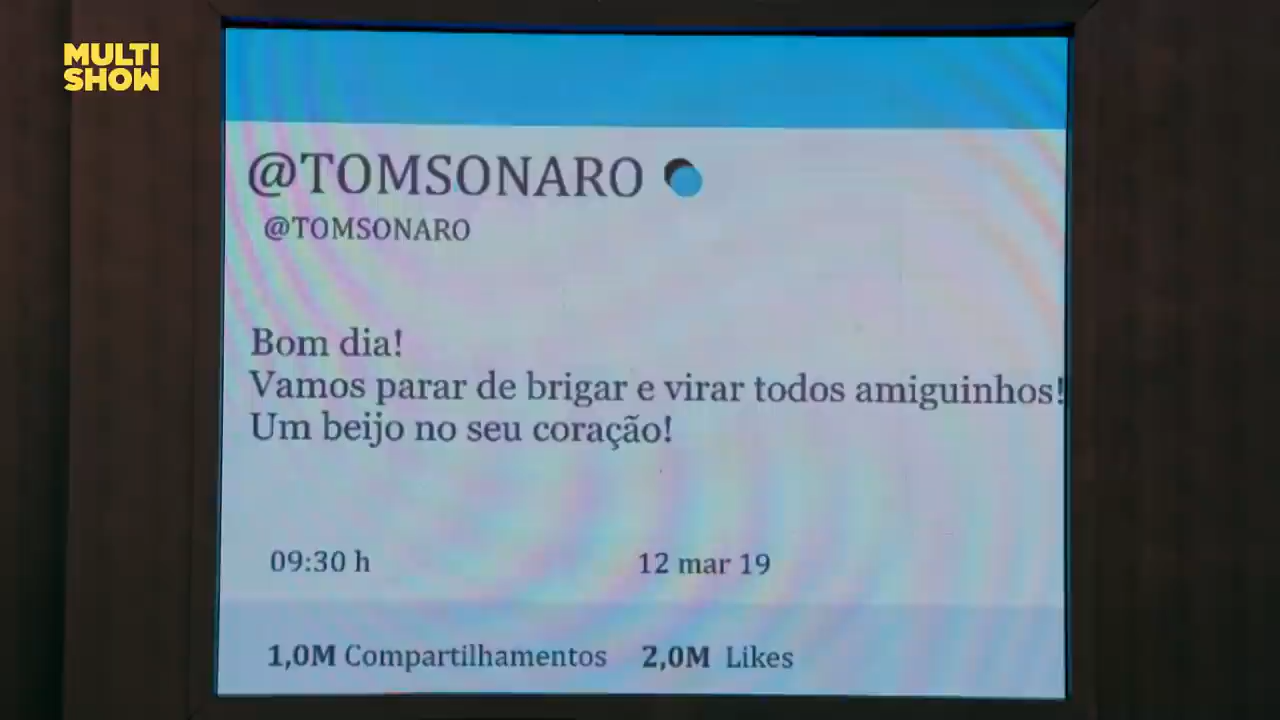 MULTI
SHOW
@TOMSONARO
@TOMSONARO
Bom dia!
Vamos parar de brigar e virar todos amiguinhos!
Um beijo no seu coração!
09:30 h 12 mar 19
1,0M Compartilhamentos 2,0M Likes